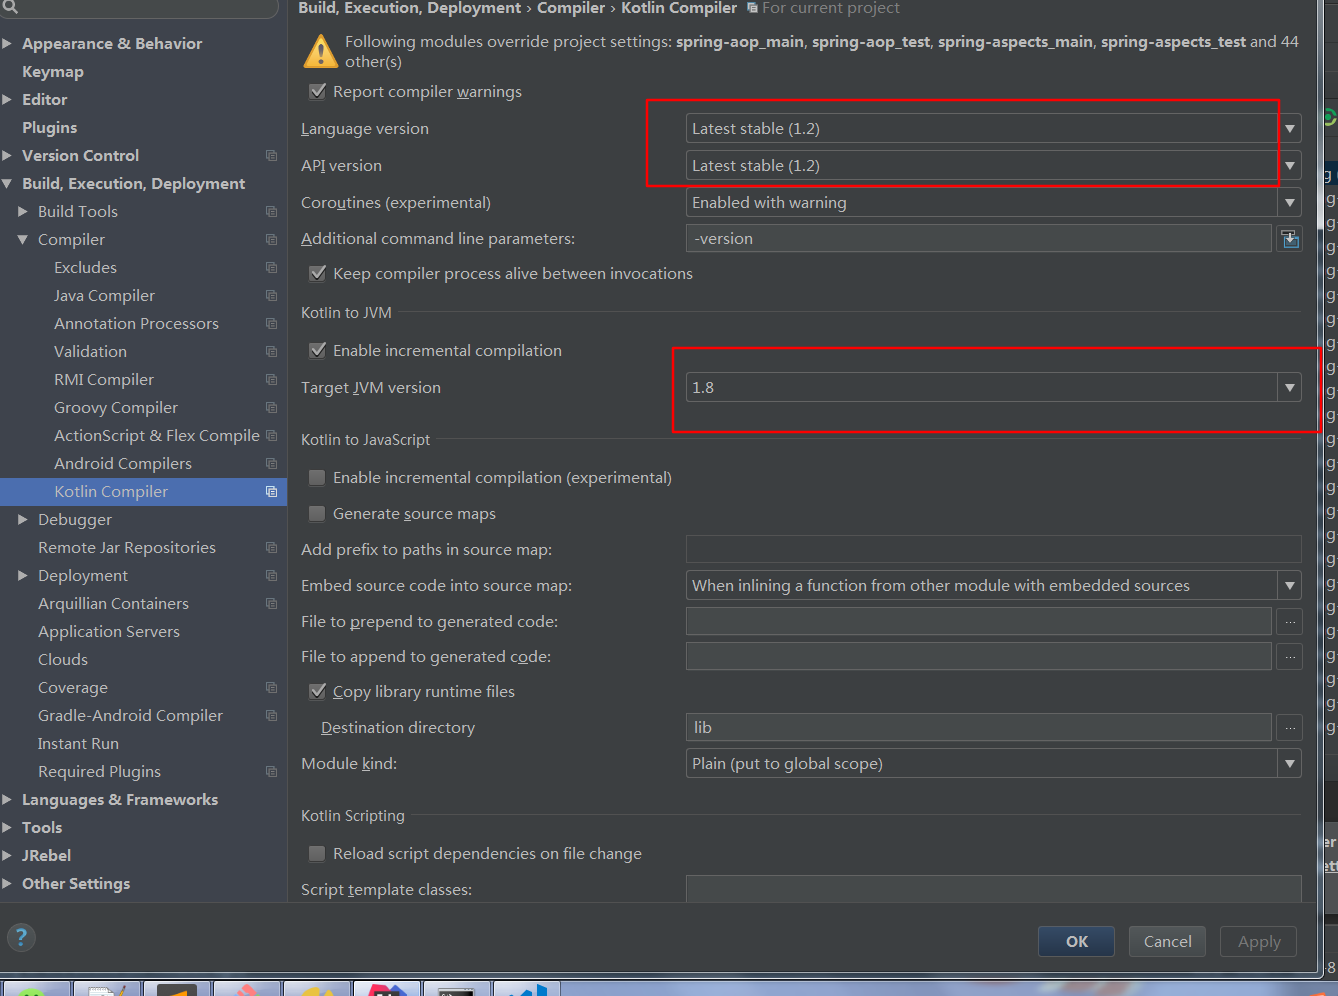 Build, Execution, Deployment › Compiler › Kotlin Compiler For current project
Appearance & Behavior
Keymap
Editor
Plugins
Version Control
Build, Execution, Deployment
Build Tools
Compiler
Excludes
Java Compiler
Annotation Processors
Validation
RMI Compiler
Groovy Compiler
ActionScript & Flex Compile
Android Compilers
Kotlin Compiler
Debugger
Remote Jar Repositories
Deployment
Arquillian Containers
Application Servers
Clouds
Coverage
Gradle-Android Compiler
Instant Run
Required Plugins
Languages & Frameworks
Tools
JRebel
Other Settings
Following modules override project settings: spring-aop_main, spring-aop_test, spring-aspects_main, spring-aspects_test and 44
other(s)
Report compiler warnings
Language version Latest stable (1.2)
API version Latest stable (1.2)
Coroutines (experimental) Enabled with warning
Additional command line parameters: -version
Keep compiler process alive between invocations
Kotlin to JVM
Enable incremental compilation
Target JVM version 1.8
Kotlin to JavaScript
Enable incremental compilation (experimental)
Generate source maps
Add prefix to paths in source map:
Embed source code into source map: When inlining a function from other module with embedded sources
File to prepend to generated code: ...
File to append to generated code: ...
Copy library runtime files
Destination directory lib ...
Module kind: Plain (put to global scope)
Kotlin Scripting
Reload script dependencies on file change
Script template classes:
? OK Cancel Apply